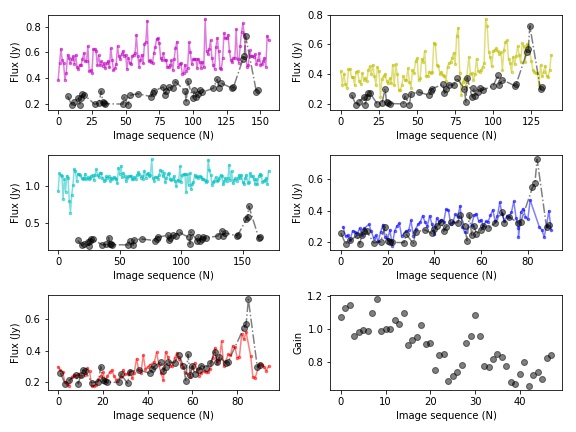 0.8
0.6
0.4
0.2
Flux (Jy)
0 25 50 75 100 125 150
Image sequence (N)
0.8
0.6
0.4
0.2
Flux (Jy)
0 25 50 75 100 125
Image sequence (N)
1.0
0.5
Flux (Jy)
0 50 100 150
Image sequence (N)
0.6
0.4
0.2
Flux (Jy)
0 20 40 60 80
Image sequence (N)
0.6
0.4
0.2
Flux (Jy)
0 20 40 60 80
Image sequence (N)
1.2
1.0
0.8
Gain
0 10 20 30 40
Image sequence (N)